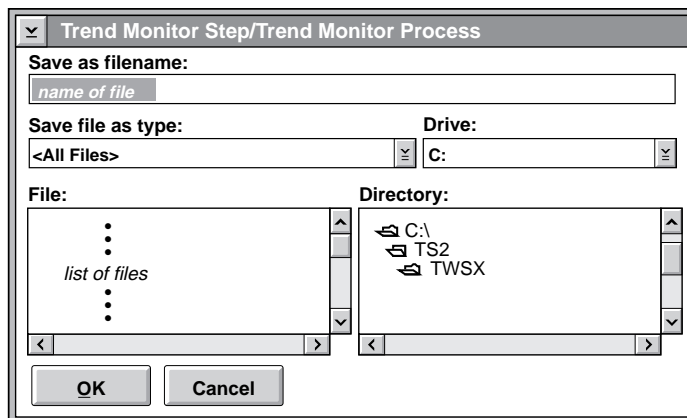 Trend Monitor Step/Trend Monitor Process
Save as filename:
name of file
Save file as type:
Drive:
<All Files>
C:
File:
Directory:
list of files
C:\
TS2
TWSX
OK
Cancel